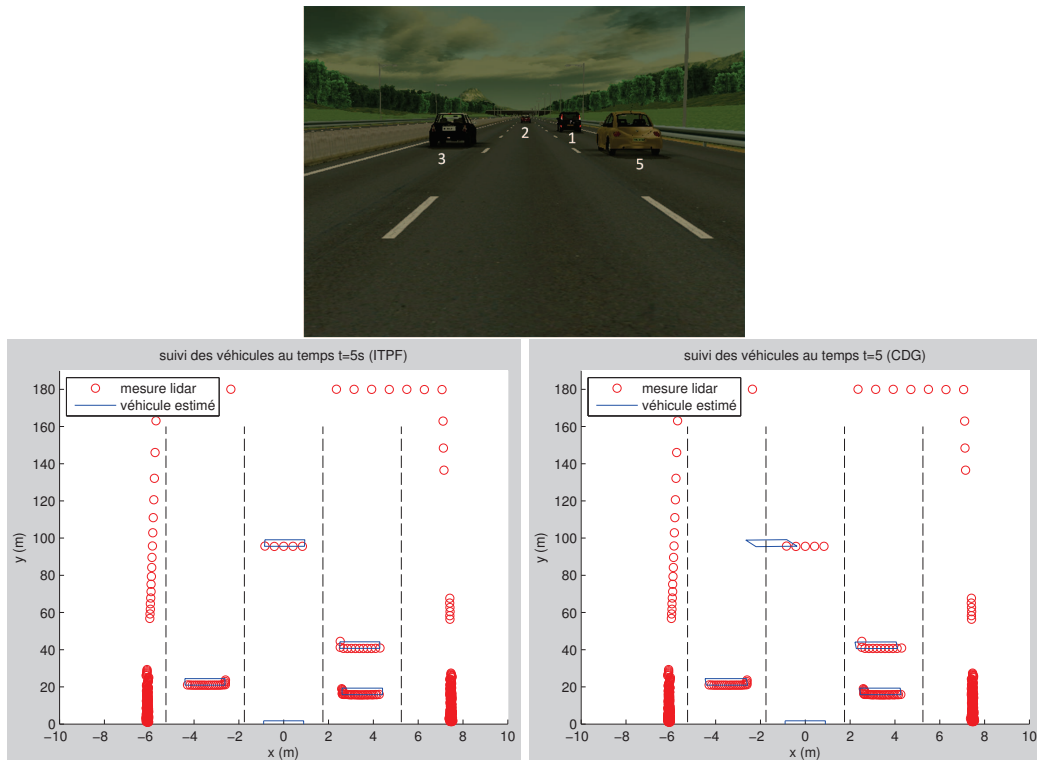 3
2
1
5
suivi des véhicules au temps t=5s (ITPF)
mesure lidar
véhicule estimé
180
160
140
120
100
80
60
40
20
0
y (m)
−10 −8 −6 −4 −2 0 2 4 6 8 10
x (m)
suivi des véhicules au temps t=5 (CDG)
mesure lidar
véhicule estimé
180
160
140
120
100
80
60
40
20
0
y (m)
−10 −8 −6 −4 −2 0 2 4 6 8 10
x (m)